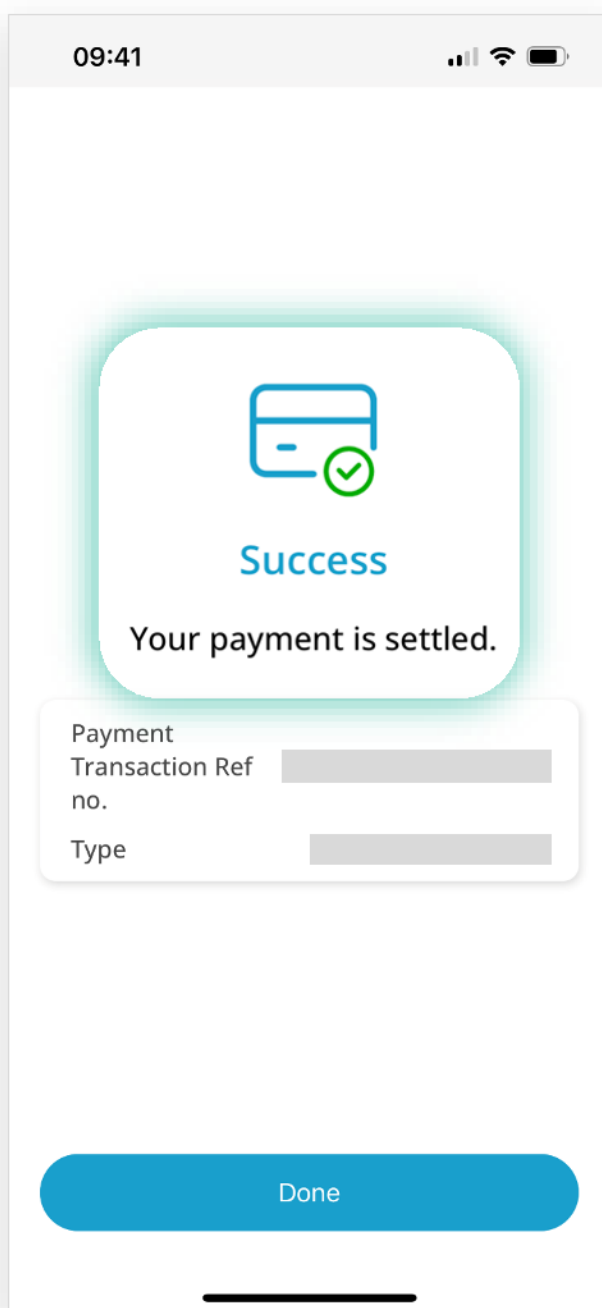 09:41
Success
Your payment is settled.
Payment
Transaction Ref
no.
Type
Done